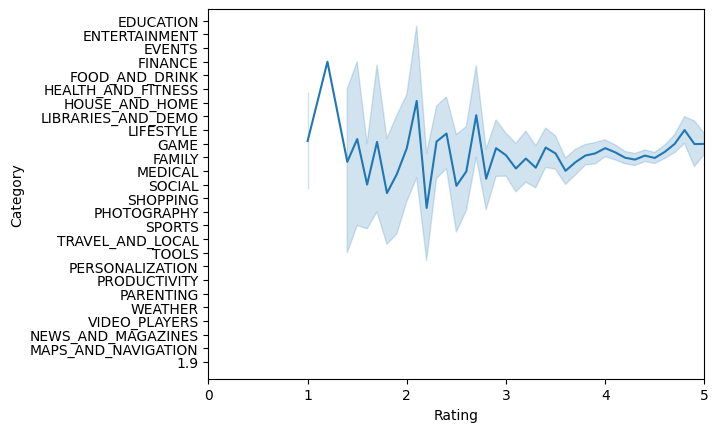 EDUCATION
ENTERTAINMENT
EVENTS
FINANCE
FOOD_AND_DRINK
HEALTH_AND_FITNESS
HOUSE_AND_HOME
LIBRARIES_AND_DEMO
LIFESTYLE
GAME
FAMILY
MEDICAL
SOCIAL
SHOPPING
PHOTOGRAPHY
SPORTS
TRAVEL_AND_LOCAL
TOOLS
PERSONALIZATION
PRODUCTIVITY
PARENTING
WEATHER
VIDEO_PLAYERS
NEWS_AND_MAGAZINES
MAPS_AND_NAVIGATION
1.9
Category
0 1 2 3 4 5
Rating